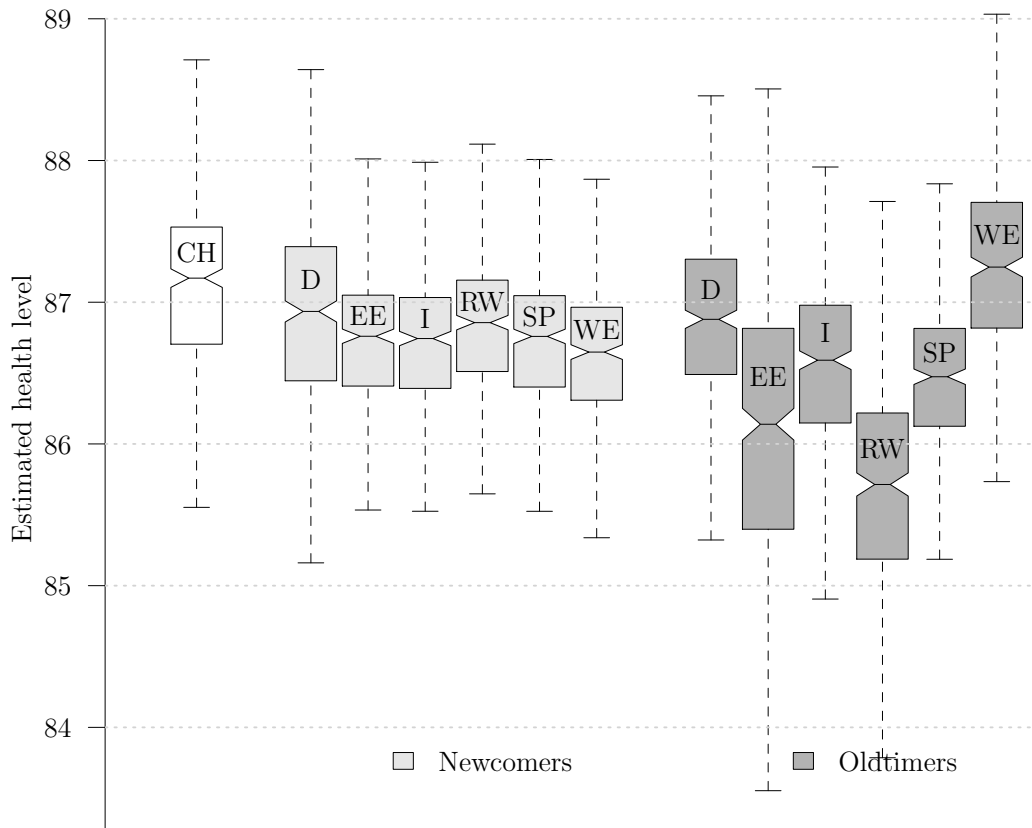 Estimated health level
89
88
87
86
85
84
CH
D
EE
I
RW
SP
WE
D
EE
I
RW
SP
WE
Newcomers
Oldtimers